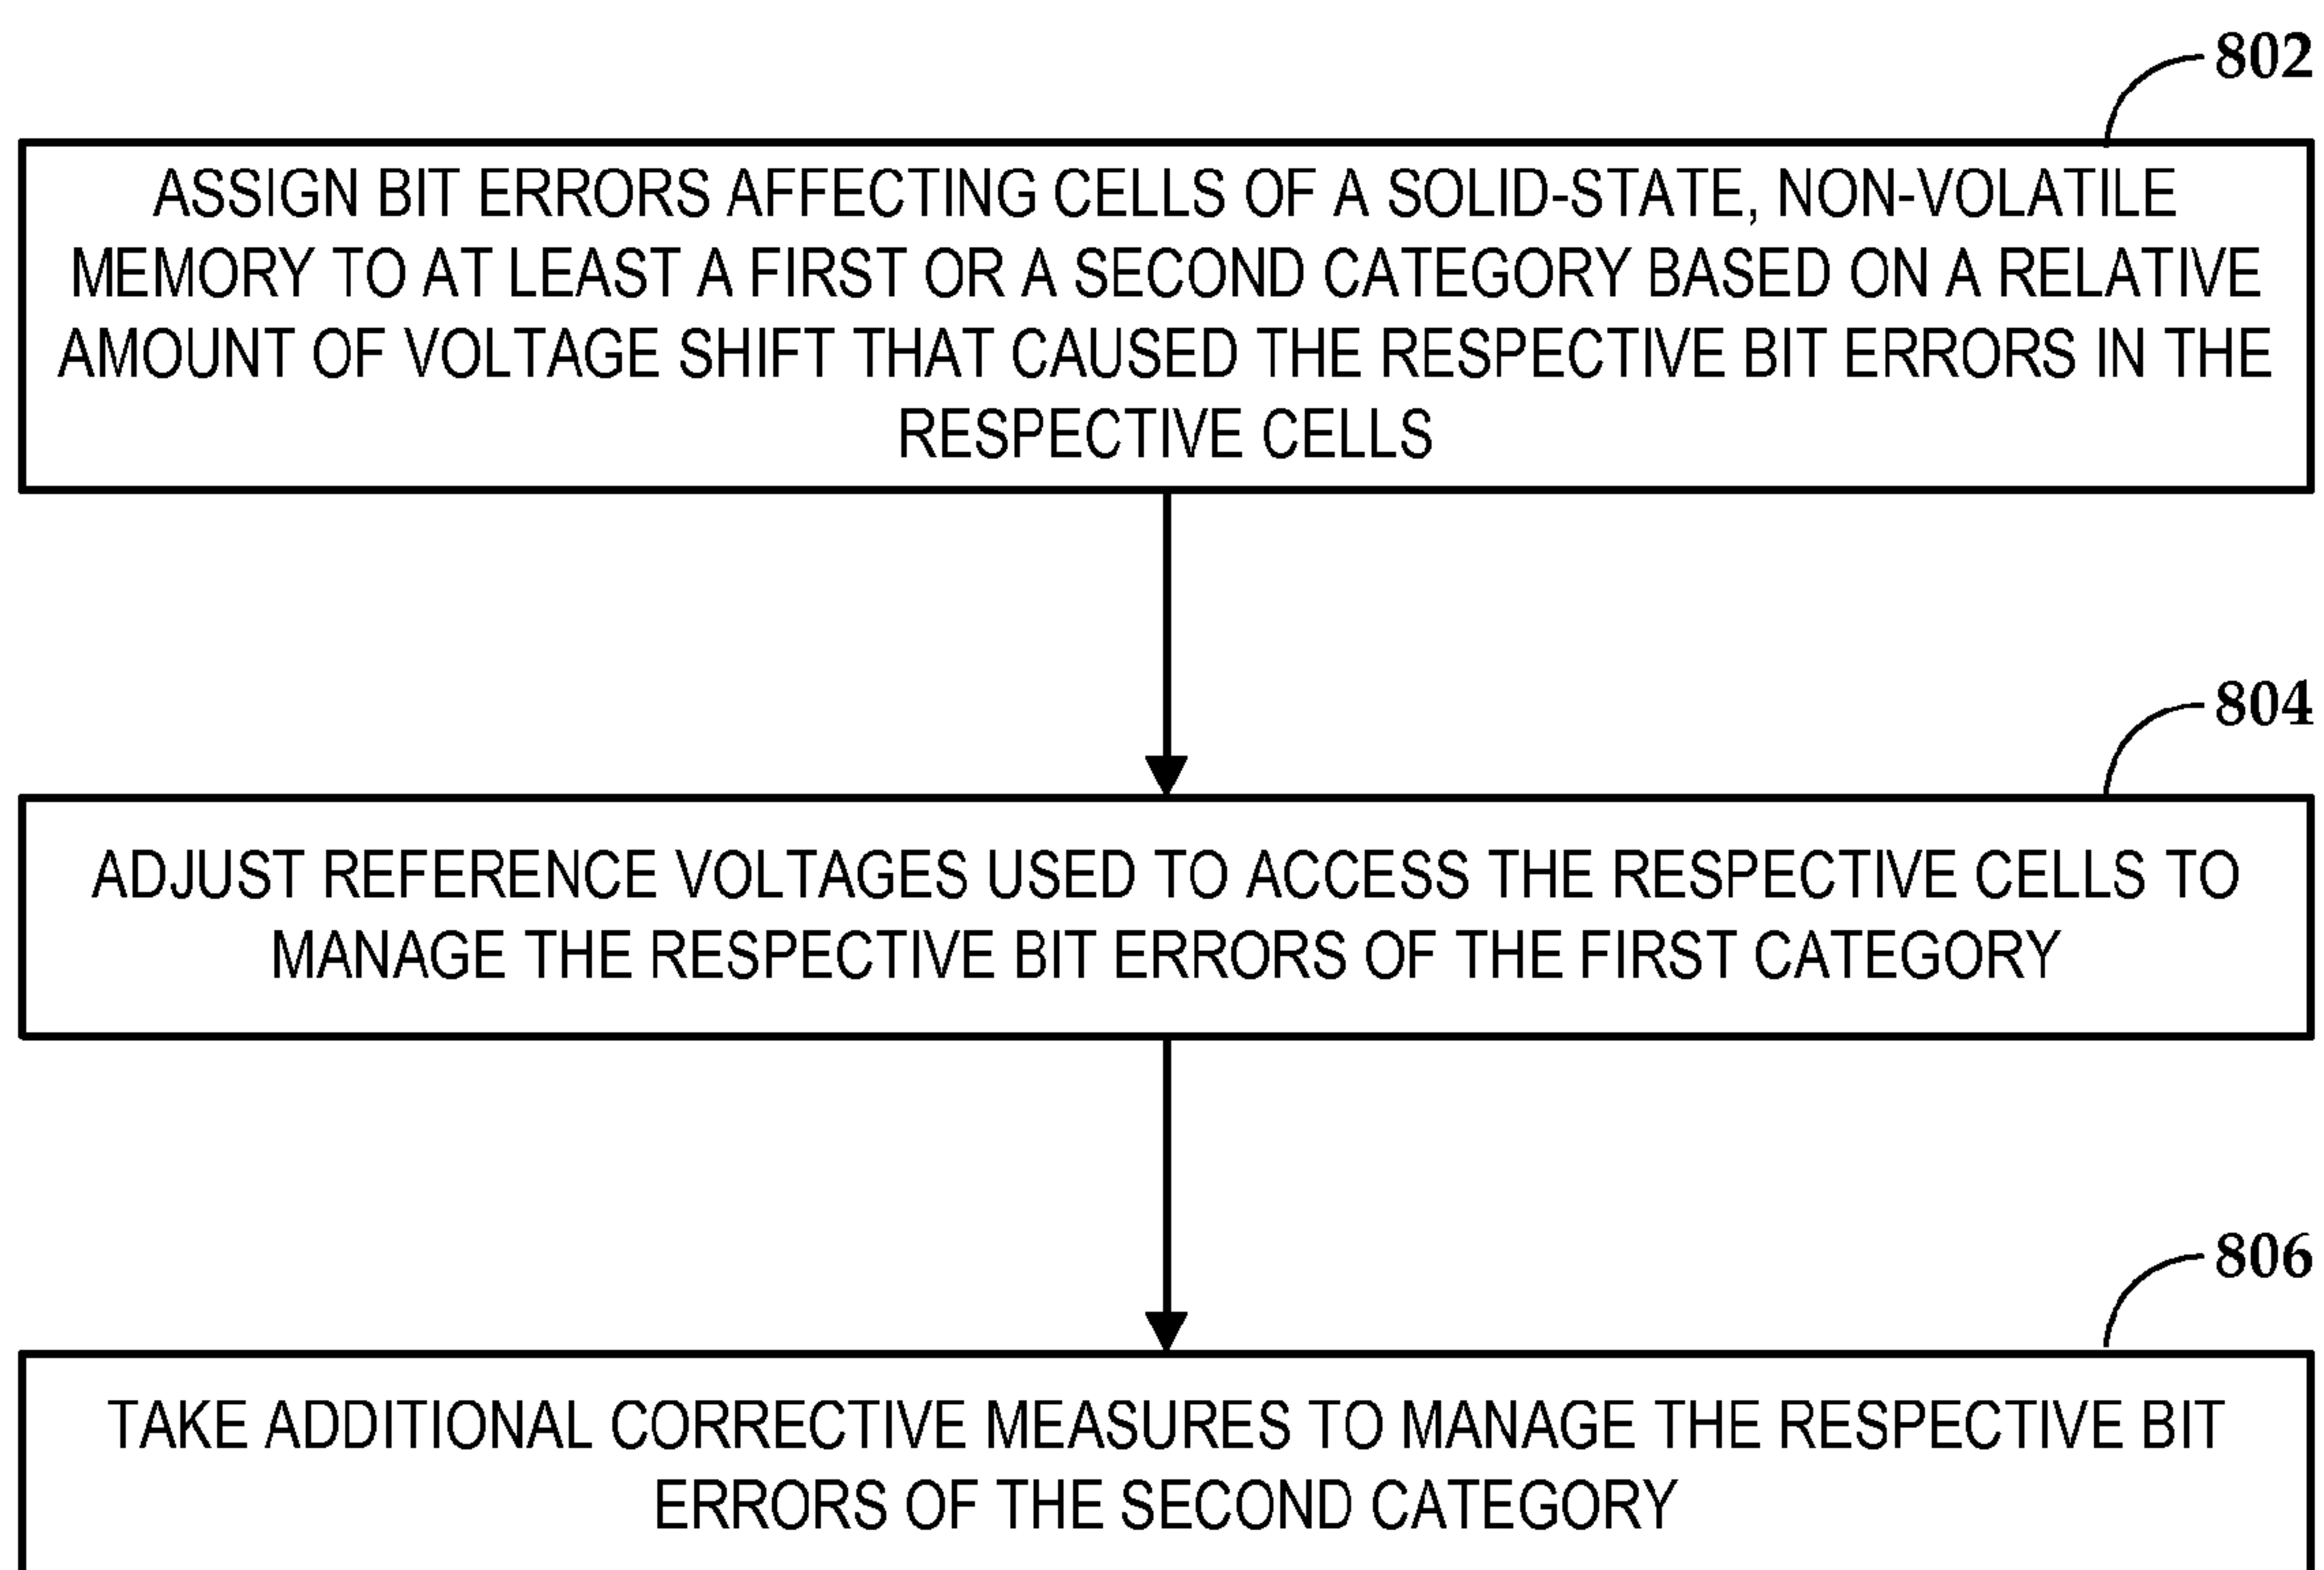 802
ASSIGN BIT ERRORS AFFECTING CELLS OF A SOLID-STATE, NON-VOLATILE
MEMORY TO AT LEAST A FIRST OR A SECOND CATEGORY BASED ON A RELATIVE
AMOUNT OF VOLTAGE SHIFT THAT CAUSED THE RESPECTIVE BIT ERRORS IN THE
RESPECTIVE CELLS
804
ADJUST REFERENCE VOLTAGES USED TO ACCESS THE RESPECTIVE CELLS TO
MANAGE THE RESPECTIVE BIT ERRORS OF THE FIRST CATEGORY
806
TAKE ADDITIONAL CORRECTIVE MEASURES TO MANAGE THE RESPECTIVE BIT
ERRORS OF THE SECOND CATEGORY